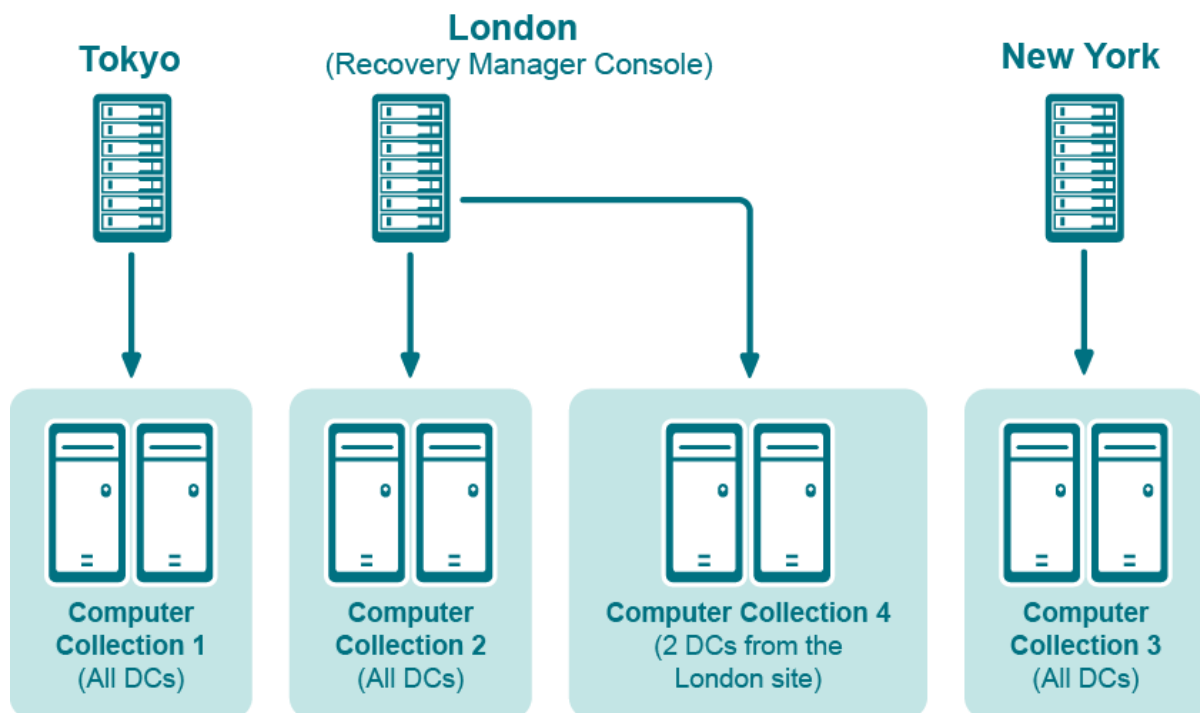 Tokyo
London
(Recovery Manager Console)
New York
Computer
Collection 1
(All DCs)
Computer
Collection 2
(All DCs)
Computer Collection 4
(2 DCs from the
London site)
Computer
Collection 3
(All DCs)